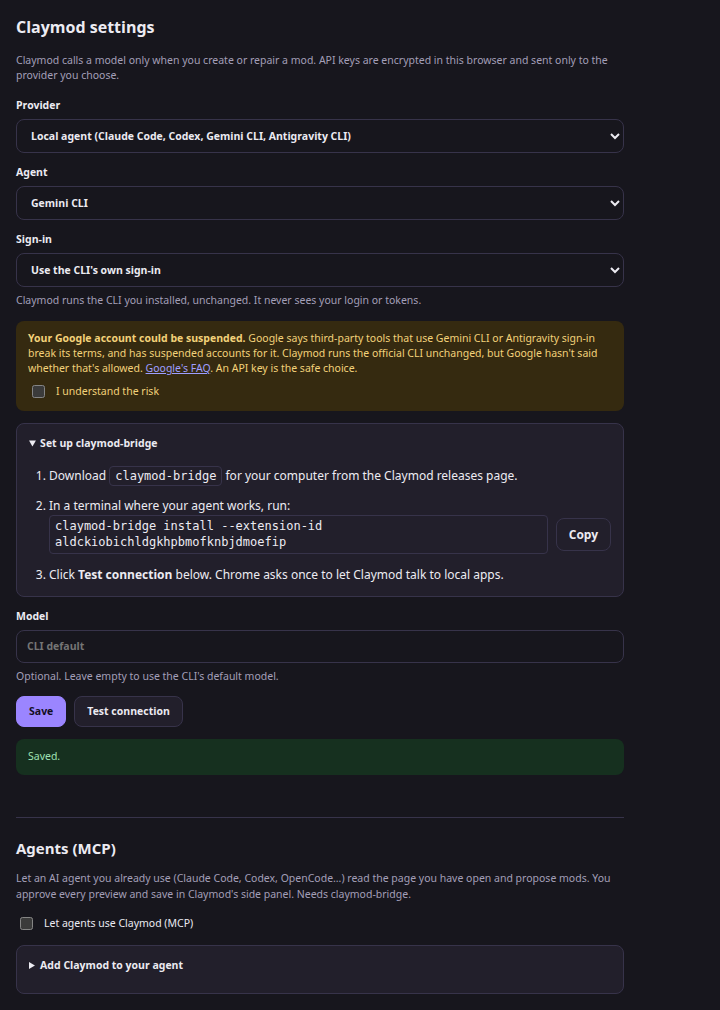 Claymod settings
Claymod calls a model only when you create or repair a mod. API keys are encrypted in this browser and sent only to the
provider you choose.
Provider
Local agent (Claude Code, Codex, Gemini CLI, Antigravity CLI)
Agent
Gemini CLI
Sign-in
Use the CLI's own sign-in
Claymod runs the CLI you installed, unchanged. It never sees your login or tokens.
Your Google account could be suspended. Google says third-party tools that use Gemini CLI or Antigravity sign-in
break its terms, and has suspended accounts for it. Claymod runs the official CLI unchanged, but Google hasn't said
whether that's allowed. Google's FAQ. An API key is the safe choice.
I understand the risk
Set up claymod-bridge
1. Download claymod-bridge for your computer from the Claymod releases page.
2. In a terminal where your agent works, run:
claymod-bridge install --extension-id
aldckiobichldgkhpbmofknbjdmoefip
Copy
3. Click Test connection below. Chrome asks once to let Claymod talk to local apps.
Model
CLI default
Optional. Leave empty to use the CLI's default model.
Save
Test connection
Saved.
Agents (MCP)
Let an AI agent you already use (Claude Code, Codex, OpenCode...) read the page you have open and propose mods. You
approve every preview and save in Claymod's side panel. Needs claymod-bridge.
Let agents use Claymod (MCP)
Add Claymod to your agent